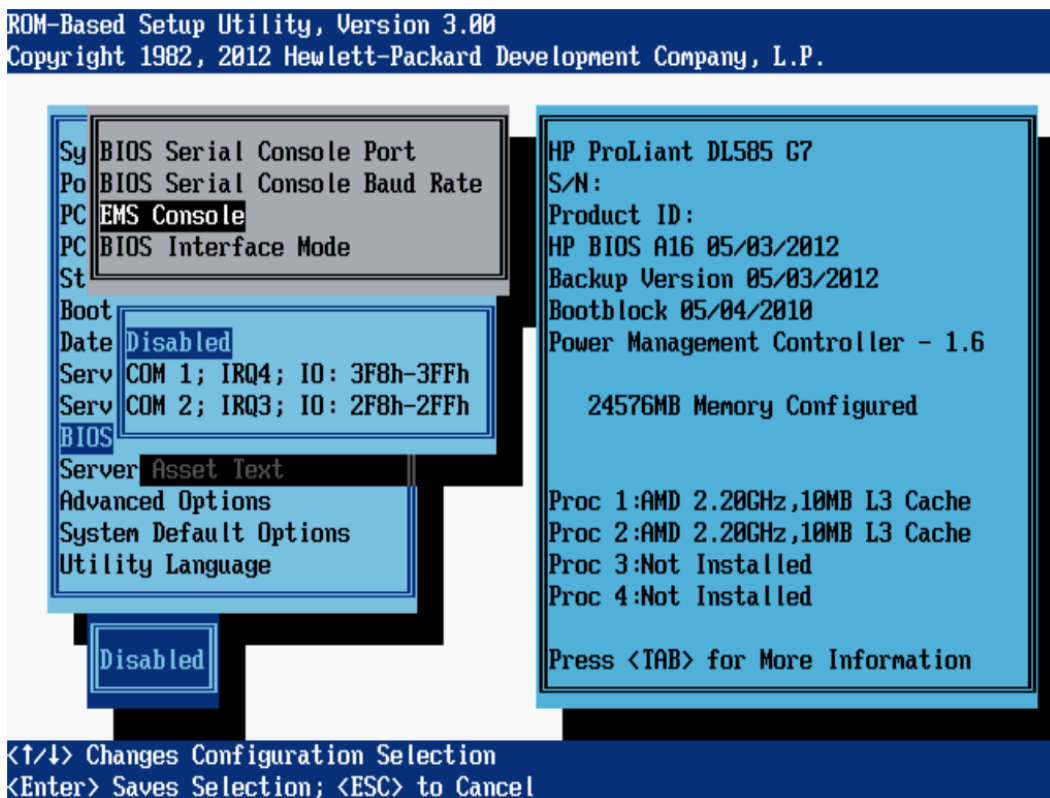 ROM-Based Setup Utility, Version 3.00
Copyright 1982, 2012 Hewlett-Packard Development Company, L.P.
Sy
Po
PC
PC
St
Boot
Date
Serv
Serv
BIOS
Server Asset Text
Advanced Options
System Default Options
Utility Language
BIOS Serial Console Port
BIOS Serial Console Baud Rate
EMS Console
BIOS Interface Mode
Disabled
COM 1; IRQ4; IO: 3F8h-3FFh
COM 2; IRQ3; IO: 2F8h-2FFh
Disabled
HP ProLiant DL585 G7
S/N:
Product ID:
HP BIOS A16 05/03/2012
Backup Version 05/03/2012
Bootblock 05/04/2010
Power Management Controller - 1.6
24576MB Memory Configured
Proc 1:AMD 2.20GHz,10MB L3 Cache
Proc 2:AMD 2.20GHz,10MB L3 Cache
Proc 3:Not Installed
Proc 4:Not Installed
Press <TAB> for More Information
<↑/↓> Changes Configuration Selection
<Enter> Saves Selection; <ESC> to Cancel